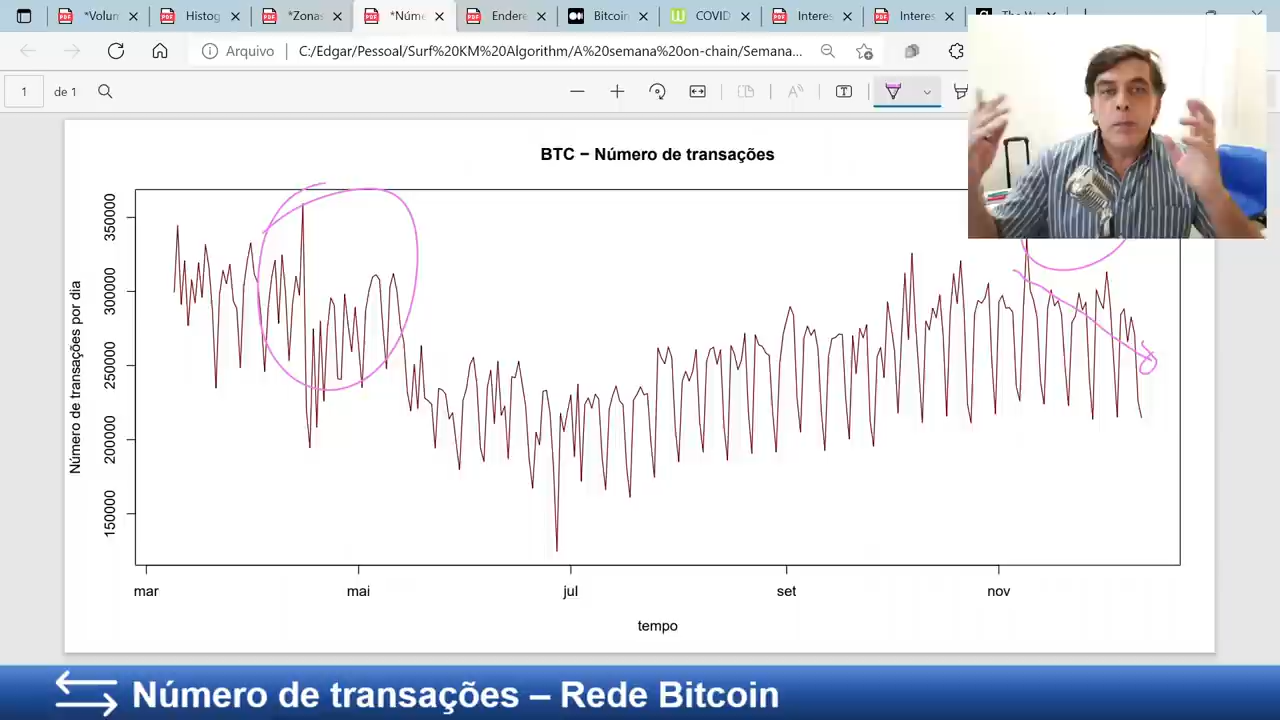 *Volu
Histog
*Zonas
*Núme
Endere
Bitcoin
COVID
Interes
Interes
Arquivo
C:/Edgar/Pessoal/Surf%20KM%20Algorithm/A%20semana%20on-chain/Semana...
1
de 1
BTC − Número de transações
Número de transações por dia
350000
300000
250000
200000
150000
mar
mai
jul
set
nov
tempo
Número de transações – Rede Bitcoin